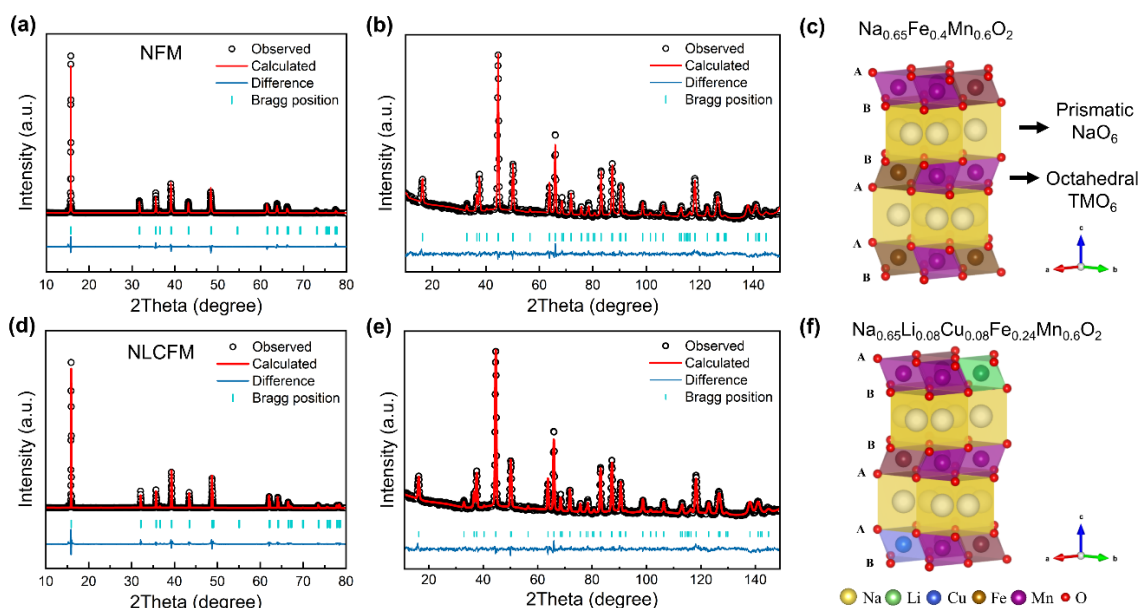 (a)
NFM
Observed
Calculated
Difference
Bragg position
Intensity (a.u.)
10 20 30 40 50 60 70 80
2Theta (degree)
(b)
Observed
Calculated
Difference
Bragg position
Intensity (a.u.)
20 40 60 80 100 120 140
2Theta (degree)
(c)
Na0.65Fe0.4Mn0.6O2
A
B
B
A
A
B
Prismatic
NaO6
Octahedral
TMO6
c
a
b
(d)
NLCFM
Observed
Calculated
Difference
Bragg position
Intensity (a.u.)
10 20 30 40 50 60 70 80
2Theta (degree)
(e)
Observed
Calculated
Difference
Bragg position
Intensity (a.u.)
20 40 60 80 100 120 140
2Theta (degree)
(f)
Na0.65Li0.08Cu0.08Fe0.24Mn0.6O2
A
B
B
A
A
B
c
a
b
Na Li Cu Fe Mn O